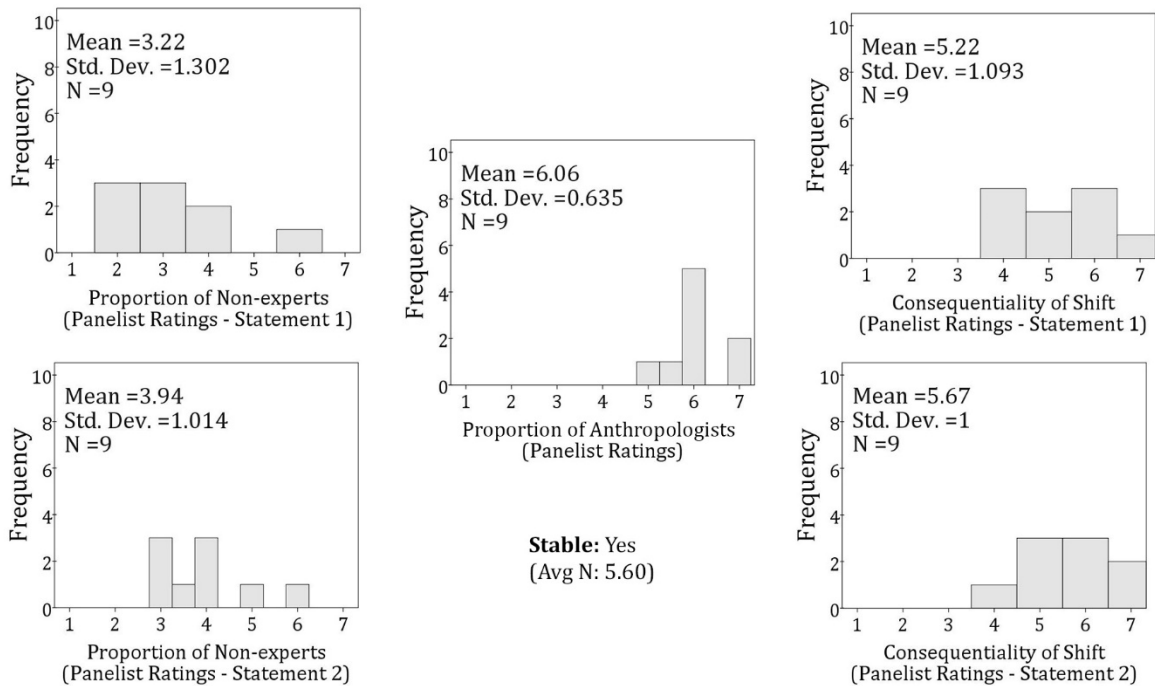 10
8
6
4
2
0
Frequency
Mean =3.22
Std. Dev. =1.302
N =9
1 2 3 4 5 6 7
Proportion of Non-experts
(Panelist Ratings - Statement 1)
10
8
6
4
2
0
Frequency
Mean =3.94
Std. Dev. =1.014
N =9
1 2 3 4 5 6 7
Proportion of Non-experts
(Panelist Ratings - Statement 2)
10
8
6
4
2
0
Frequency
Mean =6.06
Std. Dev. =0.635
N =9
1 2 3 4 5 6 7
Proportion of Anthropologists
(Panelist Ratings)
Stable: Yes
(Avg N: 5.60)
10
8
6
4
2
0
Frequency
Mean =5.22
Std. Dev. =1.093
N =9
1 2 3 4 5 6 7
Consequentiality of Shift
(Panelist Ratings - Statement 1)
10
8
6
4
2
0
Frequency
Mean =5.67
Std. Dev. =1
N =9
1 2 3 4 5 6 7
Consequentiality of Shift
(Panelist Ratings - Statement 2)